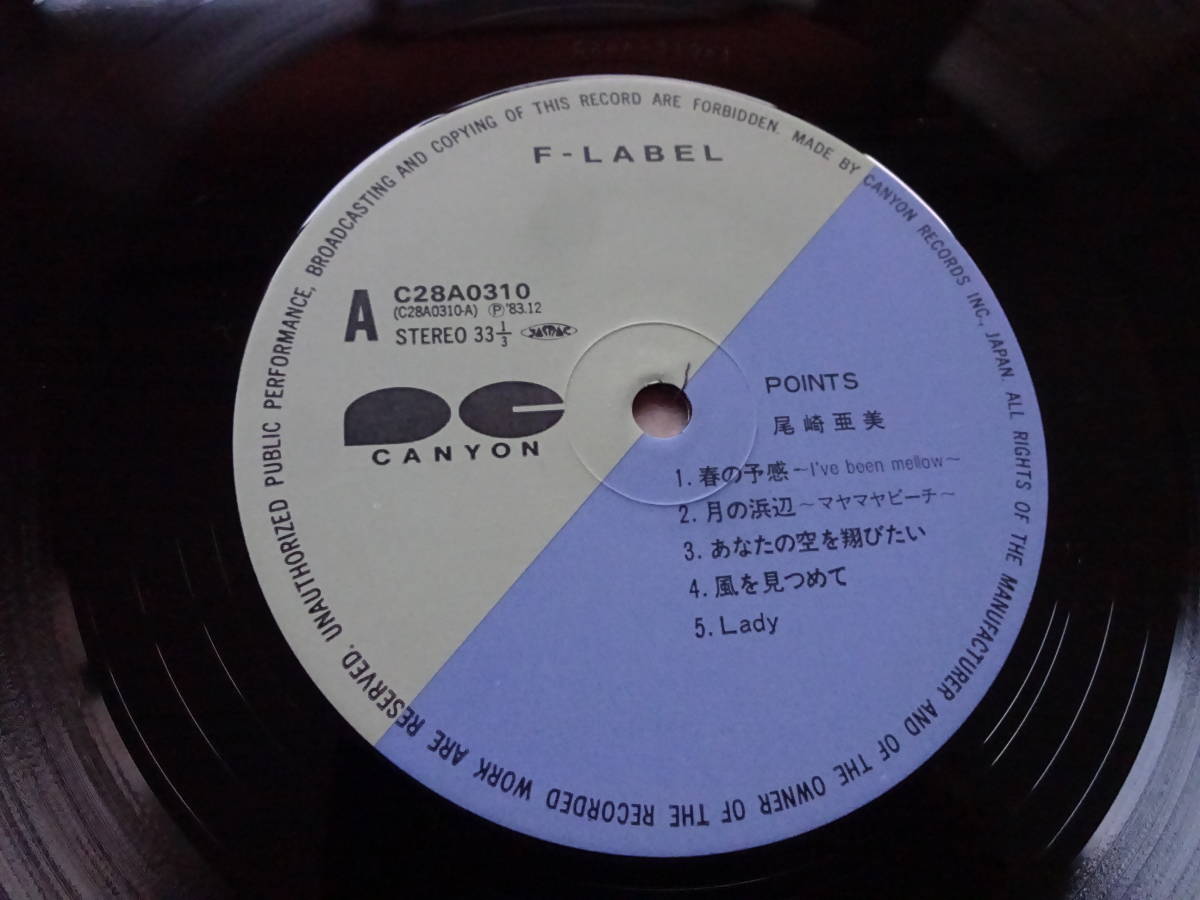 UNAUTHORIZED PUBLIC PERFORMANCE, BROADCASTING AND COPYING OF THIS RECORD ARE FORBIDDEN. MADE BY CANYON RECORDS INC., JAPAN. ALL RIGHTS OF THE MANUFACTURER AND OF THE OWNER OF THE RECORDED WORK ARE RESERVED.
F-LABEL
A
C28A0310
(C28A0310-A) Ⓟ'83.12
STEREO 33 1/3 JASRAC
CANYON
POINTS
尾崎亜美
1. 春の予感～I've been mellow～
2. 月の浜辺～マヤマヤビーチ～
3. あなたの空を翔びたい
4. 風を見つめて
5. Lady